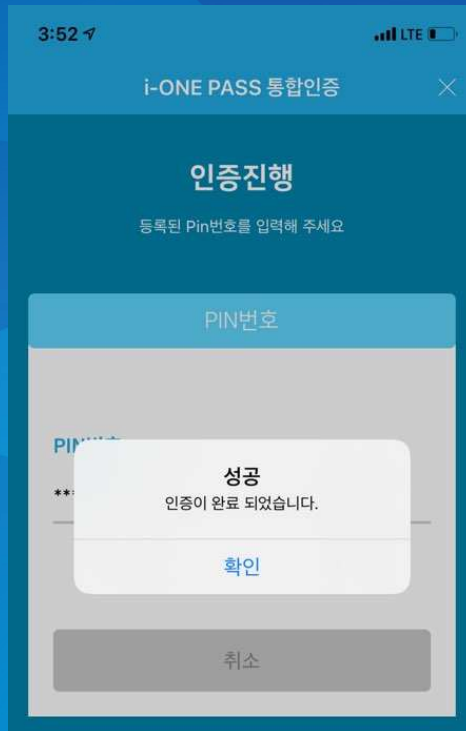 3:52
LTE
i-ONE PASS 통합인증
인증진행
등록된 Pin번호를 입력해 주세요
PIN번호
성공
인증이 완료 되었습니다.
확인
취소